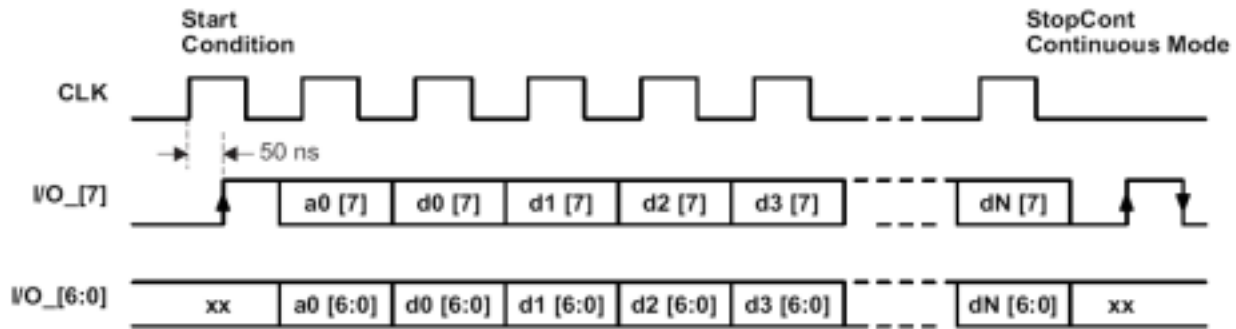 Start
Condition
StopCont
Continuous Mode
CLK
50 ns
I/O_[7] a0 [7] d0 [7] d1 [7] d2 [7] d3 [7] dN [7]
I/O_[6:0] xx a0 [6:0] d0 [6:0] d1 [6:0] d2 [6:0] d3 [6:0] dN [6:0] xx